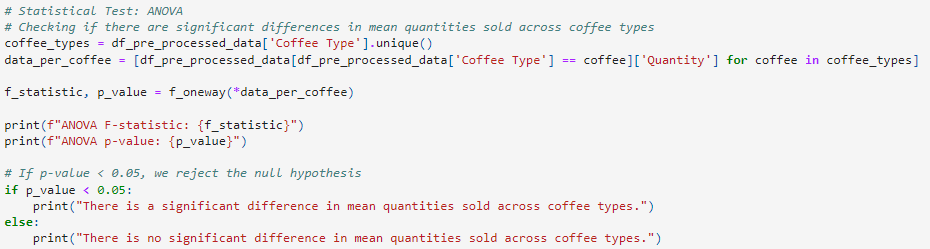 # Statistical Test: ANOVA
# Checking if there are significant differences in mean quantities sold across coffee types
coffee_types = df_pre_processed_data['Coffee Type'].unique()
data_per_coffee = [df_pre_processed_data[df_pre_processed_data['Coffee Type'] == coffee]['Quantity'] for coffee in coffee_types]

f_statistic, p_value = f_oneway(*data_per_coffee)

print(f"ANOVA F-statistic: {f_statistic}")
print(f"ANOVA p-value: {p_value}")

# If p-value < 0.05, we reject the null hypothesis
if p_value < 0.05:
    print("There is a significant difference in mean quantities sold across coffee types.")
else:
    print("There is no significant difference in mean quantities sold across coffee types.")